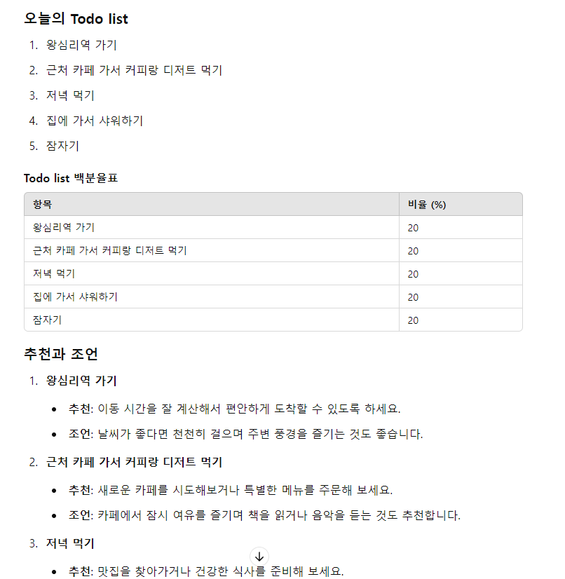 오늘의 Todo list
1. 왕십리역 가기
2. 근처 카페 가서 커피랑 디저트 먹기
3. 저녁 먹기
4. 집에 가서 샤워하기
5. 잠자기
Todo list 백분율표
항목 비율 (%)
왕십리역 가기 20
근처 카페 가서 커피랑 디저트 먹기 20
저녁 먹기 20
집에 가서 샤워하기 20
잠자기 20
추천과 조언
1. 왕십리역 가기
• 추천: 이동 시간을 잘 계산해서 편안하게 도착할 수 있도록 하세요.
• 조언: 날씨가 좋다면 천천히 걸으며 주변 풍경을 즐기는 것도 좋습니다.
2. 근처 카페 가서 커피랑 디저트 먹기
• 추천: 새로운 카페를 시도해보거나 특별한 메뉴를 주문해 보세요.
• 조언: 카페에서 잠시 여유를 즐기며 책을 읽거나 음악을 듣는 것도 추천합니다.
3. 저녁 먹기
• 추천: 맛집을 찾아가거나 건강한 식사를 준비해 보세요.